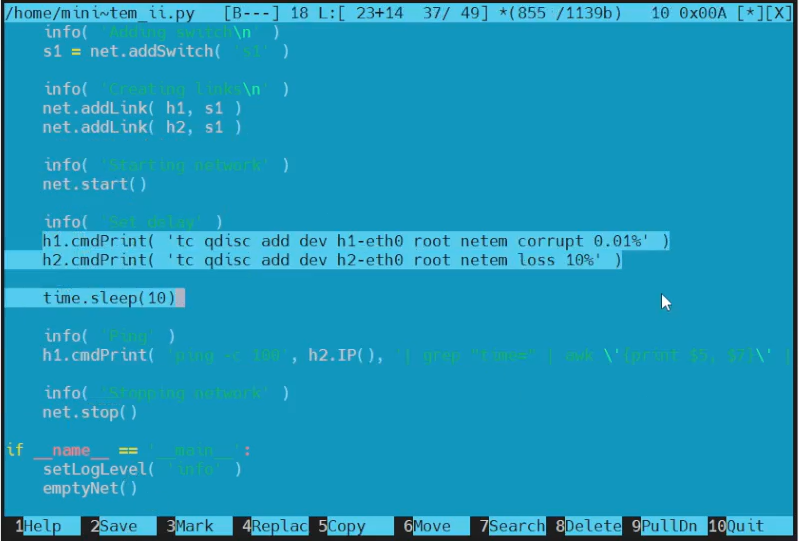 /home/mini~tem_ii.py [B---] 18 L:[ 23+14 37/ 49] *(855 /1139b) 10 0x00A [*][X]
info( 'Adding switch\n' )
s1 = net.addSwitch( 's1' )
info( 'Creating links\n' )
net.addLink( h1, s1 )
net.addLink( h2, s1 )
info( 'Starting network' )
net.start()
info( 'Set delay' )
h1.cmdPrint( 'tc qdisc add dev h1-eth0 root netem corrupt 0.01%' )
h2.cmdPrint( 'tc qdisc add dev h2-eth0 root netem loss 10%' )
time.sleep(10)
info( 'Ping' )
h1.cmdPrint( 'ping -c 100', h2.IP(), '| grep "time=" | awk \'{print $5, $7}\'
info( 'Stopping network' )
net.stop()
if __name__ == '__main__':
setLogLevel( 'info' )
emptyNet()
1Help 2Save 3Mark 4Replac 5Copy 6Move 7Search 8Delete 9PullDn 10Quit